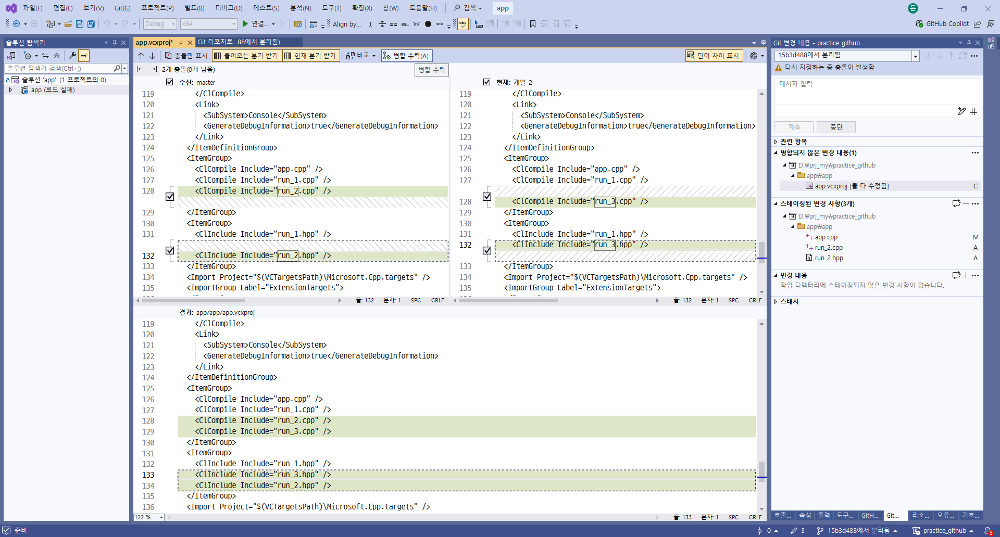 파일(F) 편집(E) 보기(V) Git(G) 프로젝트(P) 빌드(B) 디버그(D) 테스트(S) 분석(N) 도구(T) 확장(X) 창(W) 도움말(H) 검색 app
Debug x64 연결... Align by... GitHub Copilot
솔루션 탐색기
솔루션 탐색기 검색(Ctrl+;)
솔루션 'app' (1 프로젝트의 0)
app (로드 실패)
app.vcxproj* Git 리포지토...88에서 분리됨)
충돌만 표시 들어오는 분기 받기 현재 분기 받기 비교 병합 수락(A) 단어 차이 표시
2개 충돌(0개 남음) 병합 수락
수신: master
119 </ClCompile>
120 <Link>
121 <SubSystem>Console</SubSystem>
122 <GenerateDebugInformation>true</GenerateDebugInformation>
123 </Link>
124 </ItemDefinitionGroup>
125 <ItemGroup>
126 <ClCompile Include="app.cpp" />
127 <ClCompile Include="run_1.cpp" />
128 <ClCompile Include="run_2.cpp" />
129 </ItemGroup>
130 <ItemGroup>
131 <ClInclude Include="run_1.hpp" />
132 <ClInclude Include="run_2.hpp" />
133 </ItemGroup>
134 <Import Project="$(VCTargetsPath)\Microsoft.Cpp.targets" />
135 <ImportGroup Label="ExtensionTargets">
줄: 132 문자: 1 SPC CRLF
현재: 개발-2
119 </ClCompile>
120 <Link>
121 <SubSystem>Console</SubSystem>
122 <GenerateDebugInformation>true</GenerateDebugInformation>
123 </Link>
124 </ItemDefinitionGroup>
125 <ItemGroup>
126 <ClCompile Include="app.cpp" />
127 <ClCompile Include="run_1.cpp" />
128 <ClCompile Include="run_3.cpp" />
129 </ItemGroup>
130 <ItemGroup>
131 <ClInclude Include="run_1.hpp" />
132 <ClInclude Include="run_3.hpp" />
133 </ItemGroup>
134 <Import Project="$(VCTargetsPath)\Microsoft.Cpp.targets" />
135 <ImportGroup Label="ExtensionTargets">
줄: 132 문자: 1 SPC CRLF
결과: app/app/app.vcxproj
119 </ClCompile>
120 <Link>
121 <SubSystem>Console</SubSystem>
122 <GenerateDebugInformation>true</GenerateDebugInformation>
123 </Link>
124 </ItemDefinitionGroup>
125 <ItemGroup>
126 <ClCompile Include="app.cpp" />
127 <ClCompile Include="run_1.cpp" />
128 <ClCompile Include="run_2.cpp" />
129 <ClCompile Include="run_3.cpp" />
130 </ItemGroup>
131 <ItemGroup>
132 <ClInclude Include="run_1.hpp" />
133 <ClInclude Include="run_3.hpp" />
134 <ClInclude Include="run_2.hpp" />
135 </ItemGroup>
136 <Import Project="$(VCTargetsPath)\Microsoft.Cpp.targets" />
122 % 줄: 133 문자: 1 SPC CRLF
Git 변경 내용 - practice_github
15b3d488에서 분리됨
다시 지정하는 중 충돌이 발생함
메시지 입력
계속 중단
관련 항목
병합되지 않은 변경 내용(1)
D:₩prj_my₩practice_github
app₩app
app.vcxproj [둘 다 수정됨] C
스테이징된 변경 사항(3개)
D:₩prj_my₩practice_github
app₩app
app.cpp M
run_2.cpp A
run_2.hpp A
변경 내용
작업 디렉터리에 스테이징되지 않은 변경 사항이 없습니다.
스태시
호출... 속성 출력 도구... GitH... Git... 리소... 오류... 기호...
준비 0 3 15b3d488에서 분리됨 practice_github 3